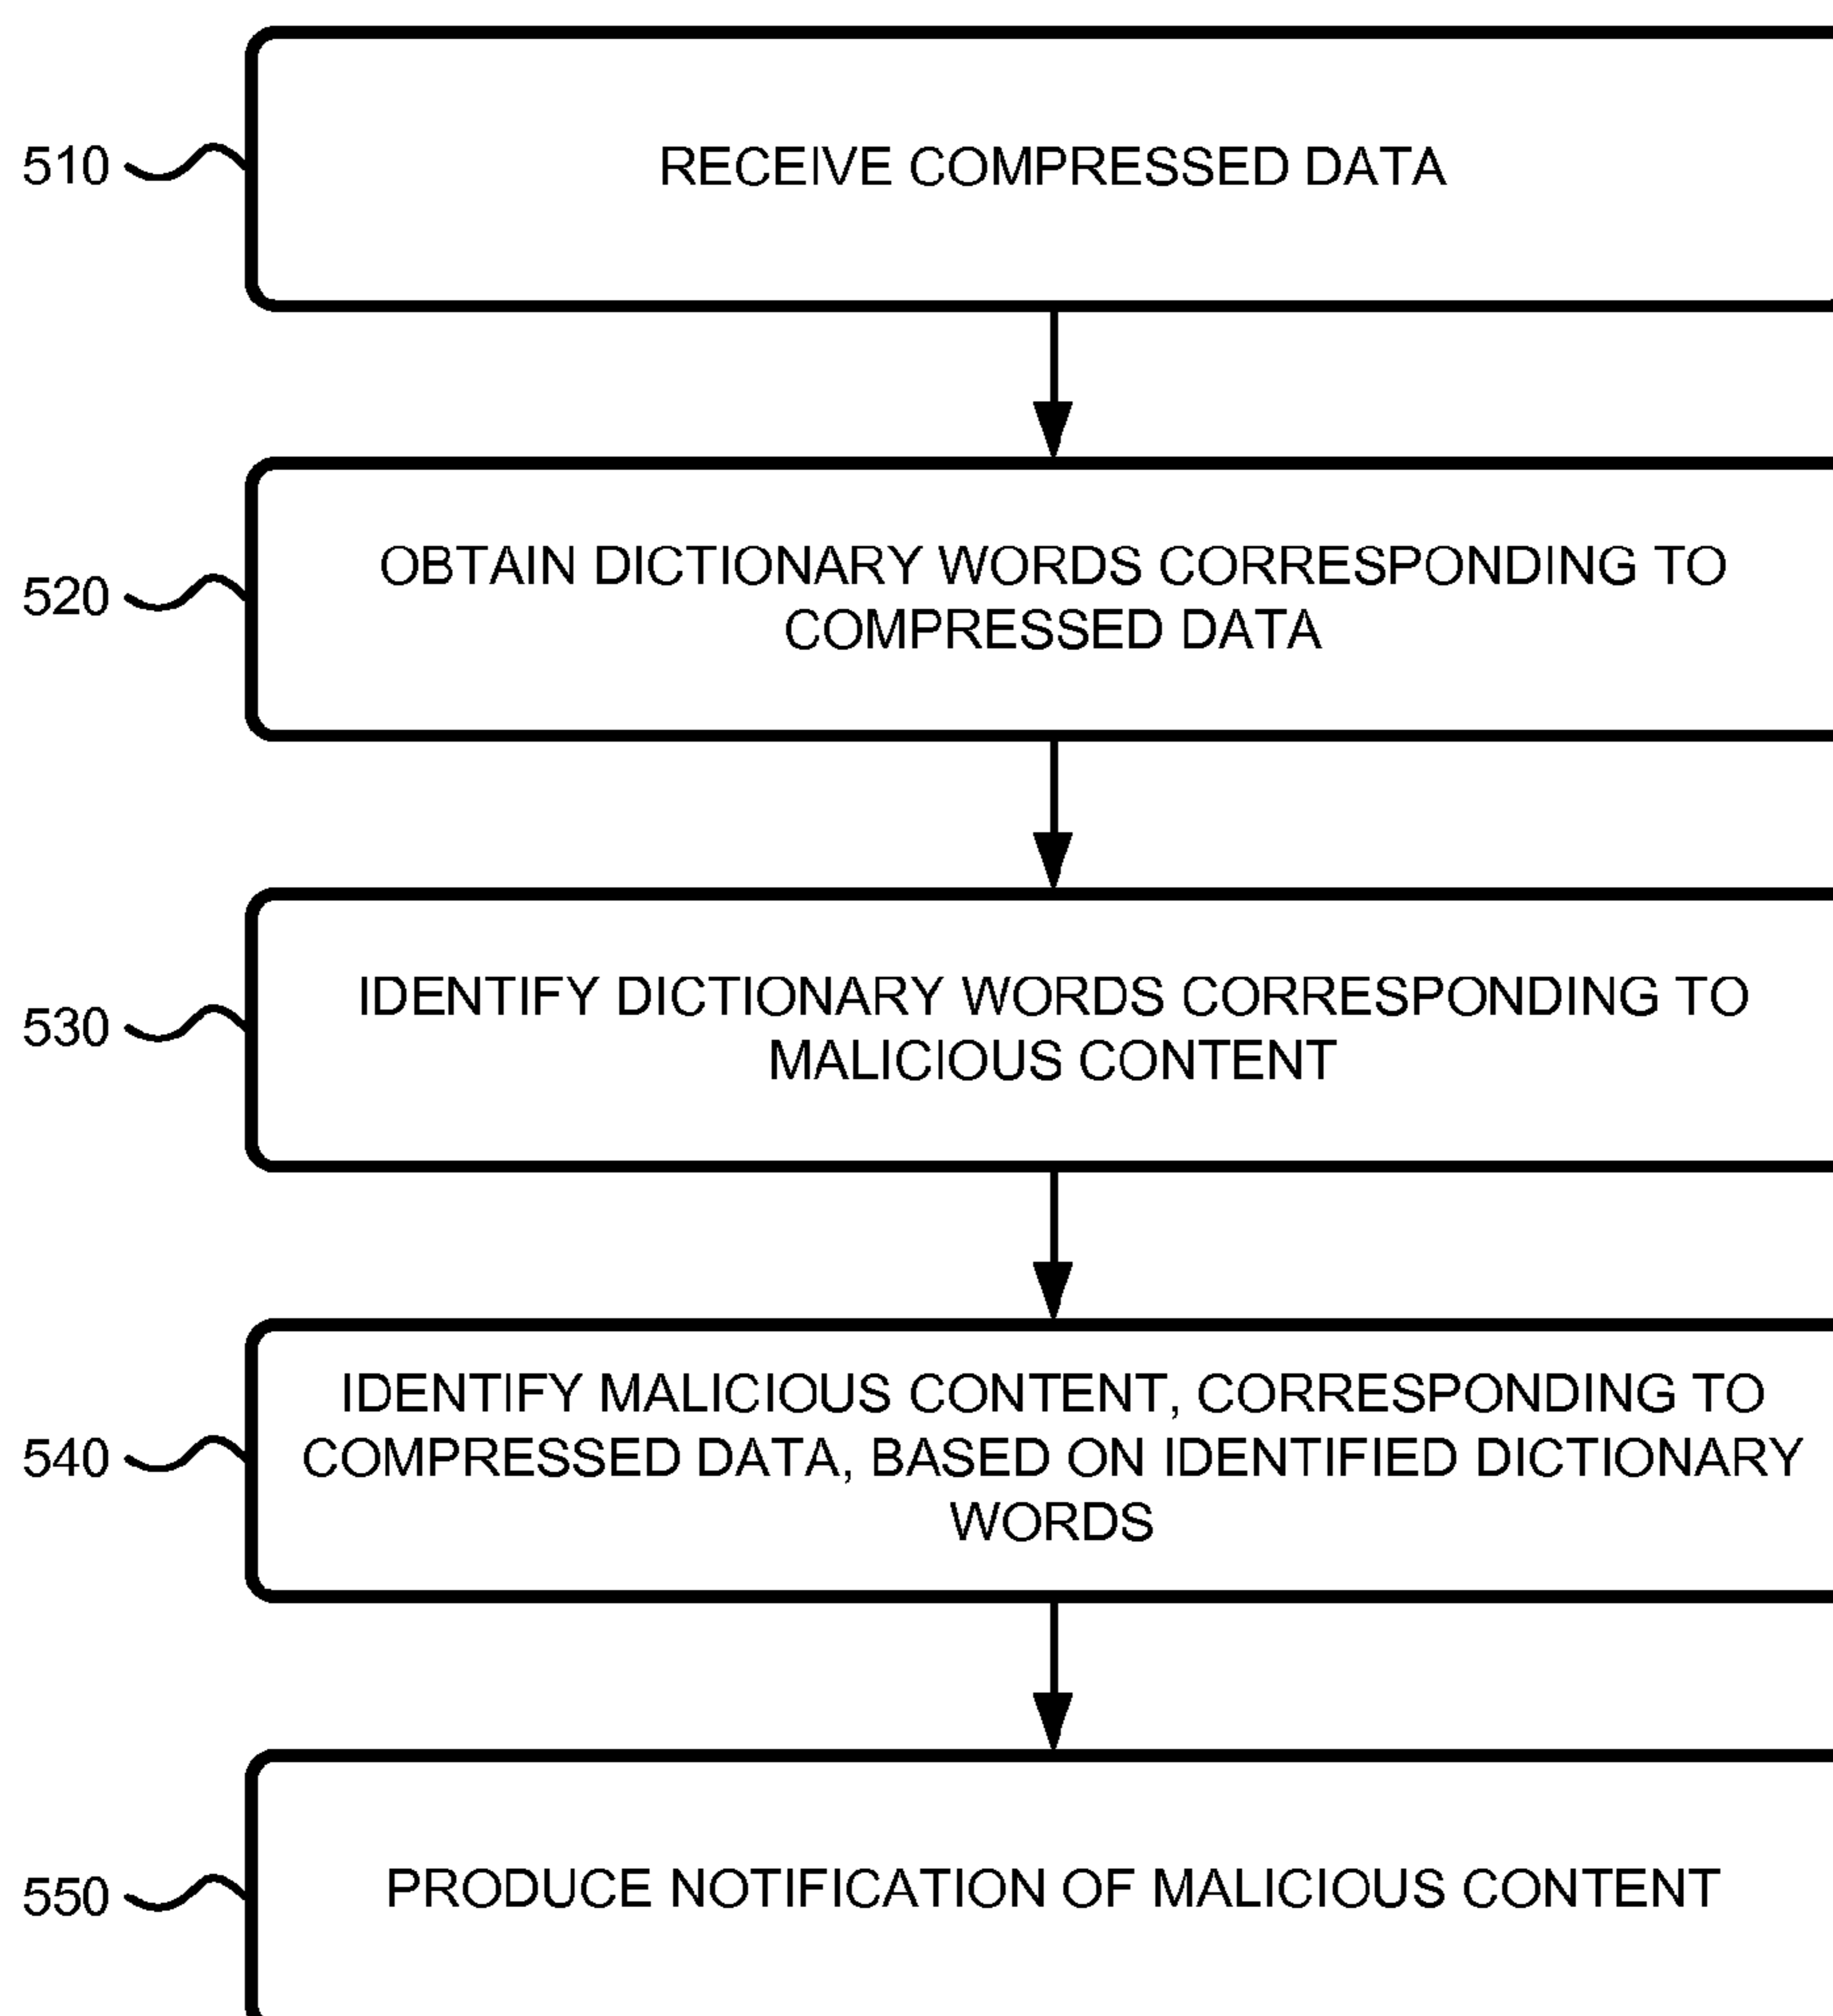 510
RECEIVE COMPRESSED DATA
520
OBTAIN DICTIONARY WORDS CORRESPONDING TO
COMPRESSED DATA
530
IDENTIFY DICTIONARY WORDS CORRESPONDING TO
MALICIOUS CONTENT
540
IDENTIFY MALICIOUS CONTENT, CORRESPONDING TO
COMPRESSED DATA, BASED ON IDENTIFIED DICTIONARY
WORDS
550
PRODUCE NOTIFICATION OF MALICIOUS CONTENT